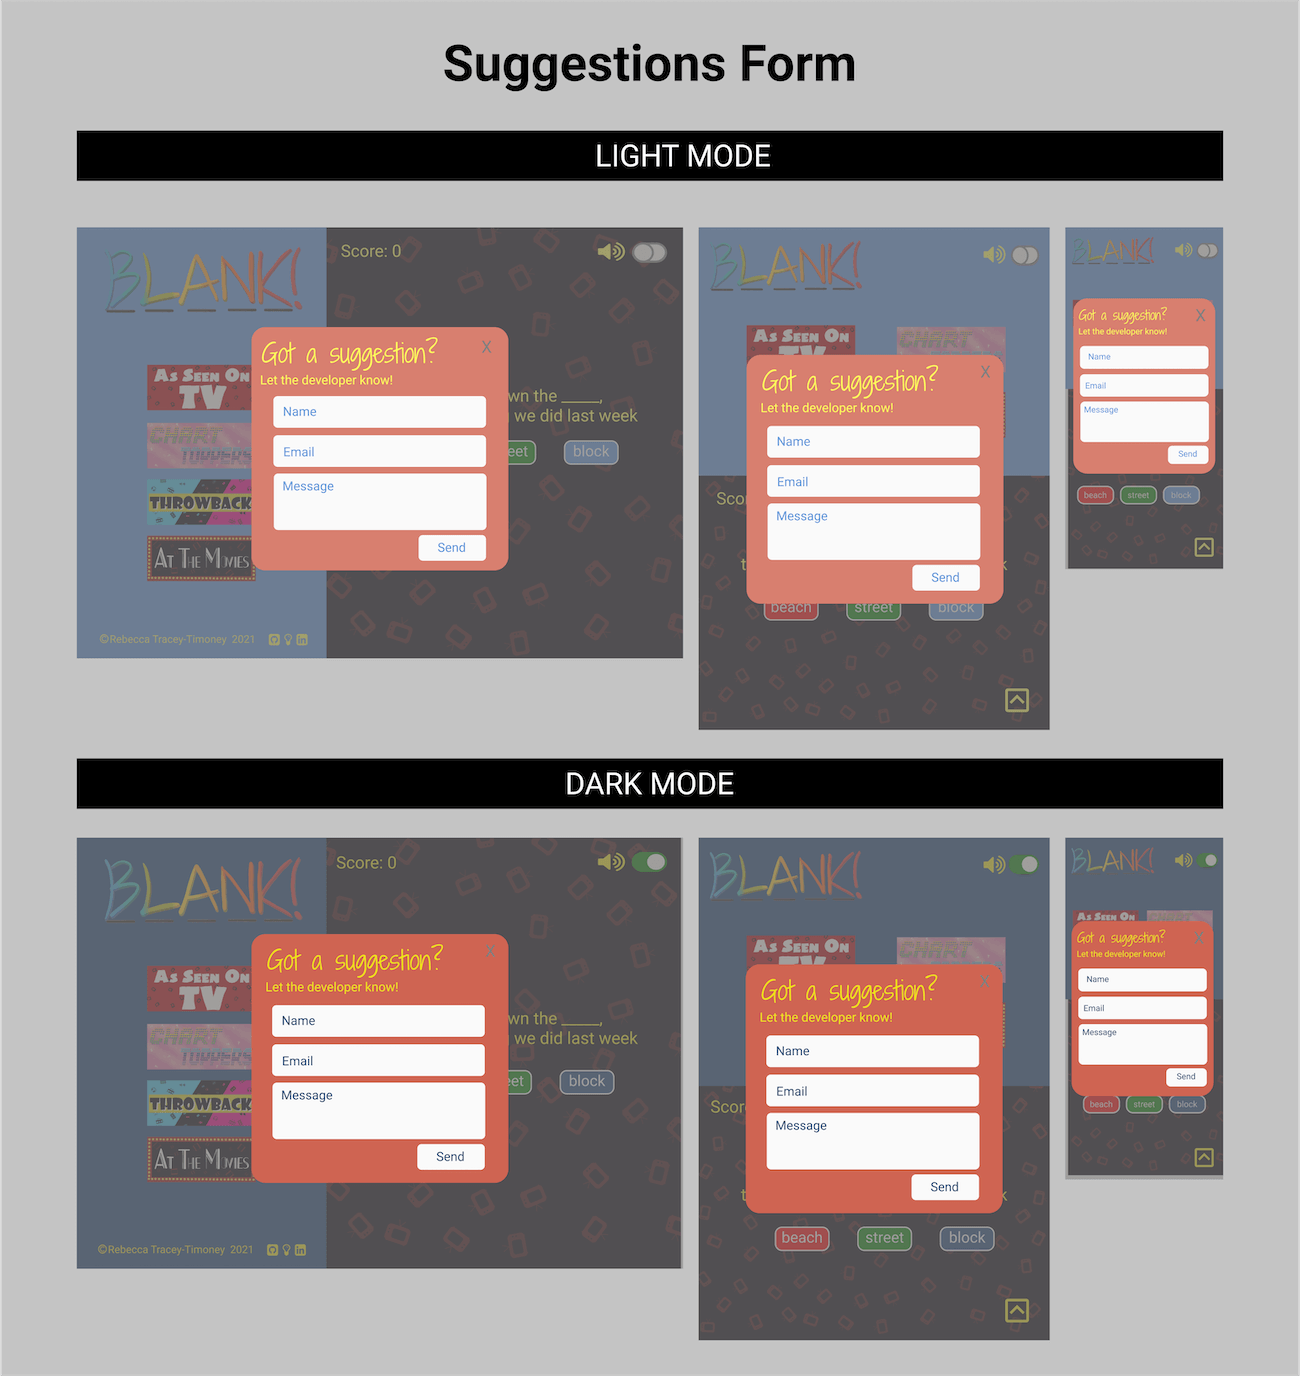 Suggestions Form
LIGHT MODE
BLANK!
Score: 0
Got a suggestion?
X
Let the developer know!
Name
Email
Message
Send
AS SEEN ON
TV
CHART
TOPPERS
THROWBACK
AT THE MOVIES
wn the _____,
we did last week
eet
block
©Rebecca Tracey-Timoney 2021
BLANK!
AS SEEN ON
TV
CHART
Got a suggestion?
X
Let the developer know!
Name
Email
Message
Send
Sco
t
k
beach
street
block
BLANK!
Got a suggestion?
X
Let the developer know!
Name
Email
Message
Send
beach
street
block
DARK MODE
BLANK!
Score: 0
Got a suggestion?
X
Let the developer know!
Name
Email
Message
Send
AS SEEN ON
TV
CHART
TOPPERS
THROWBACK
AT THE MOVIES
wn the _____,
we did last week
eet
block
©Rebecca Tracey-Timoney 2021
BLANK!
AS SEEN ON
TV
CHART
Got a suggestion?
X
Let the developer know!
Name
Email
Message
Send
Scor
t
k
beach
street
block
BLANK!
AS SEEN ON
CHART
Got a suggestion?
X
Let the developer know!
Name
Email
Message
Send
beach
street
block